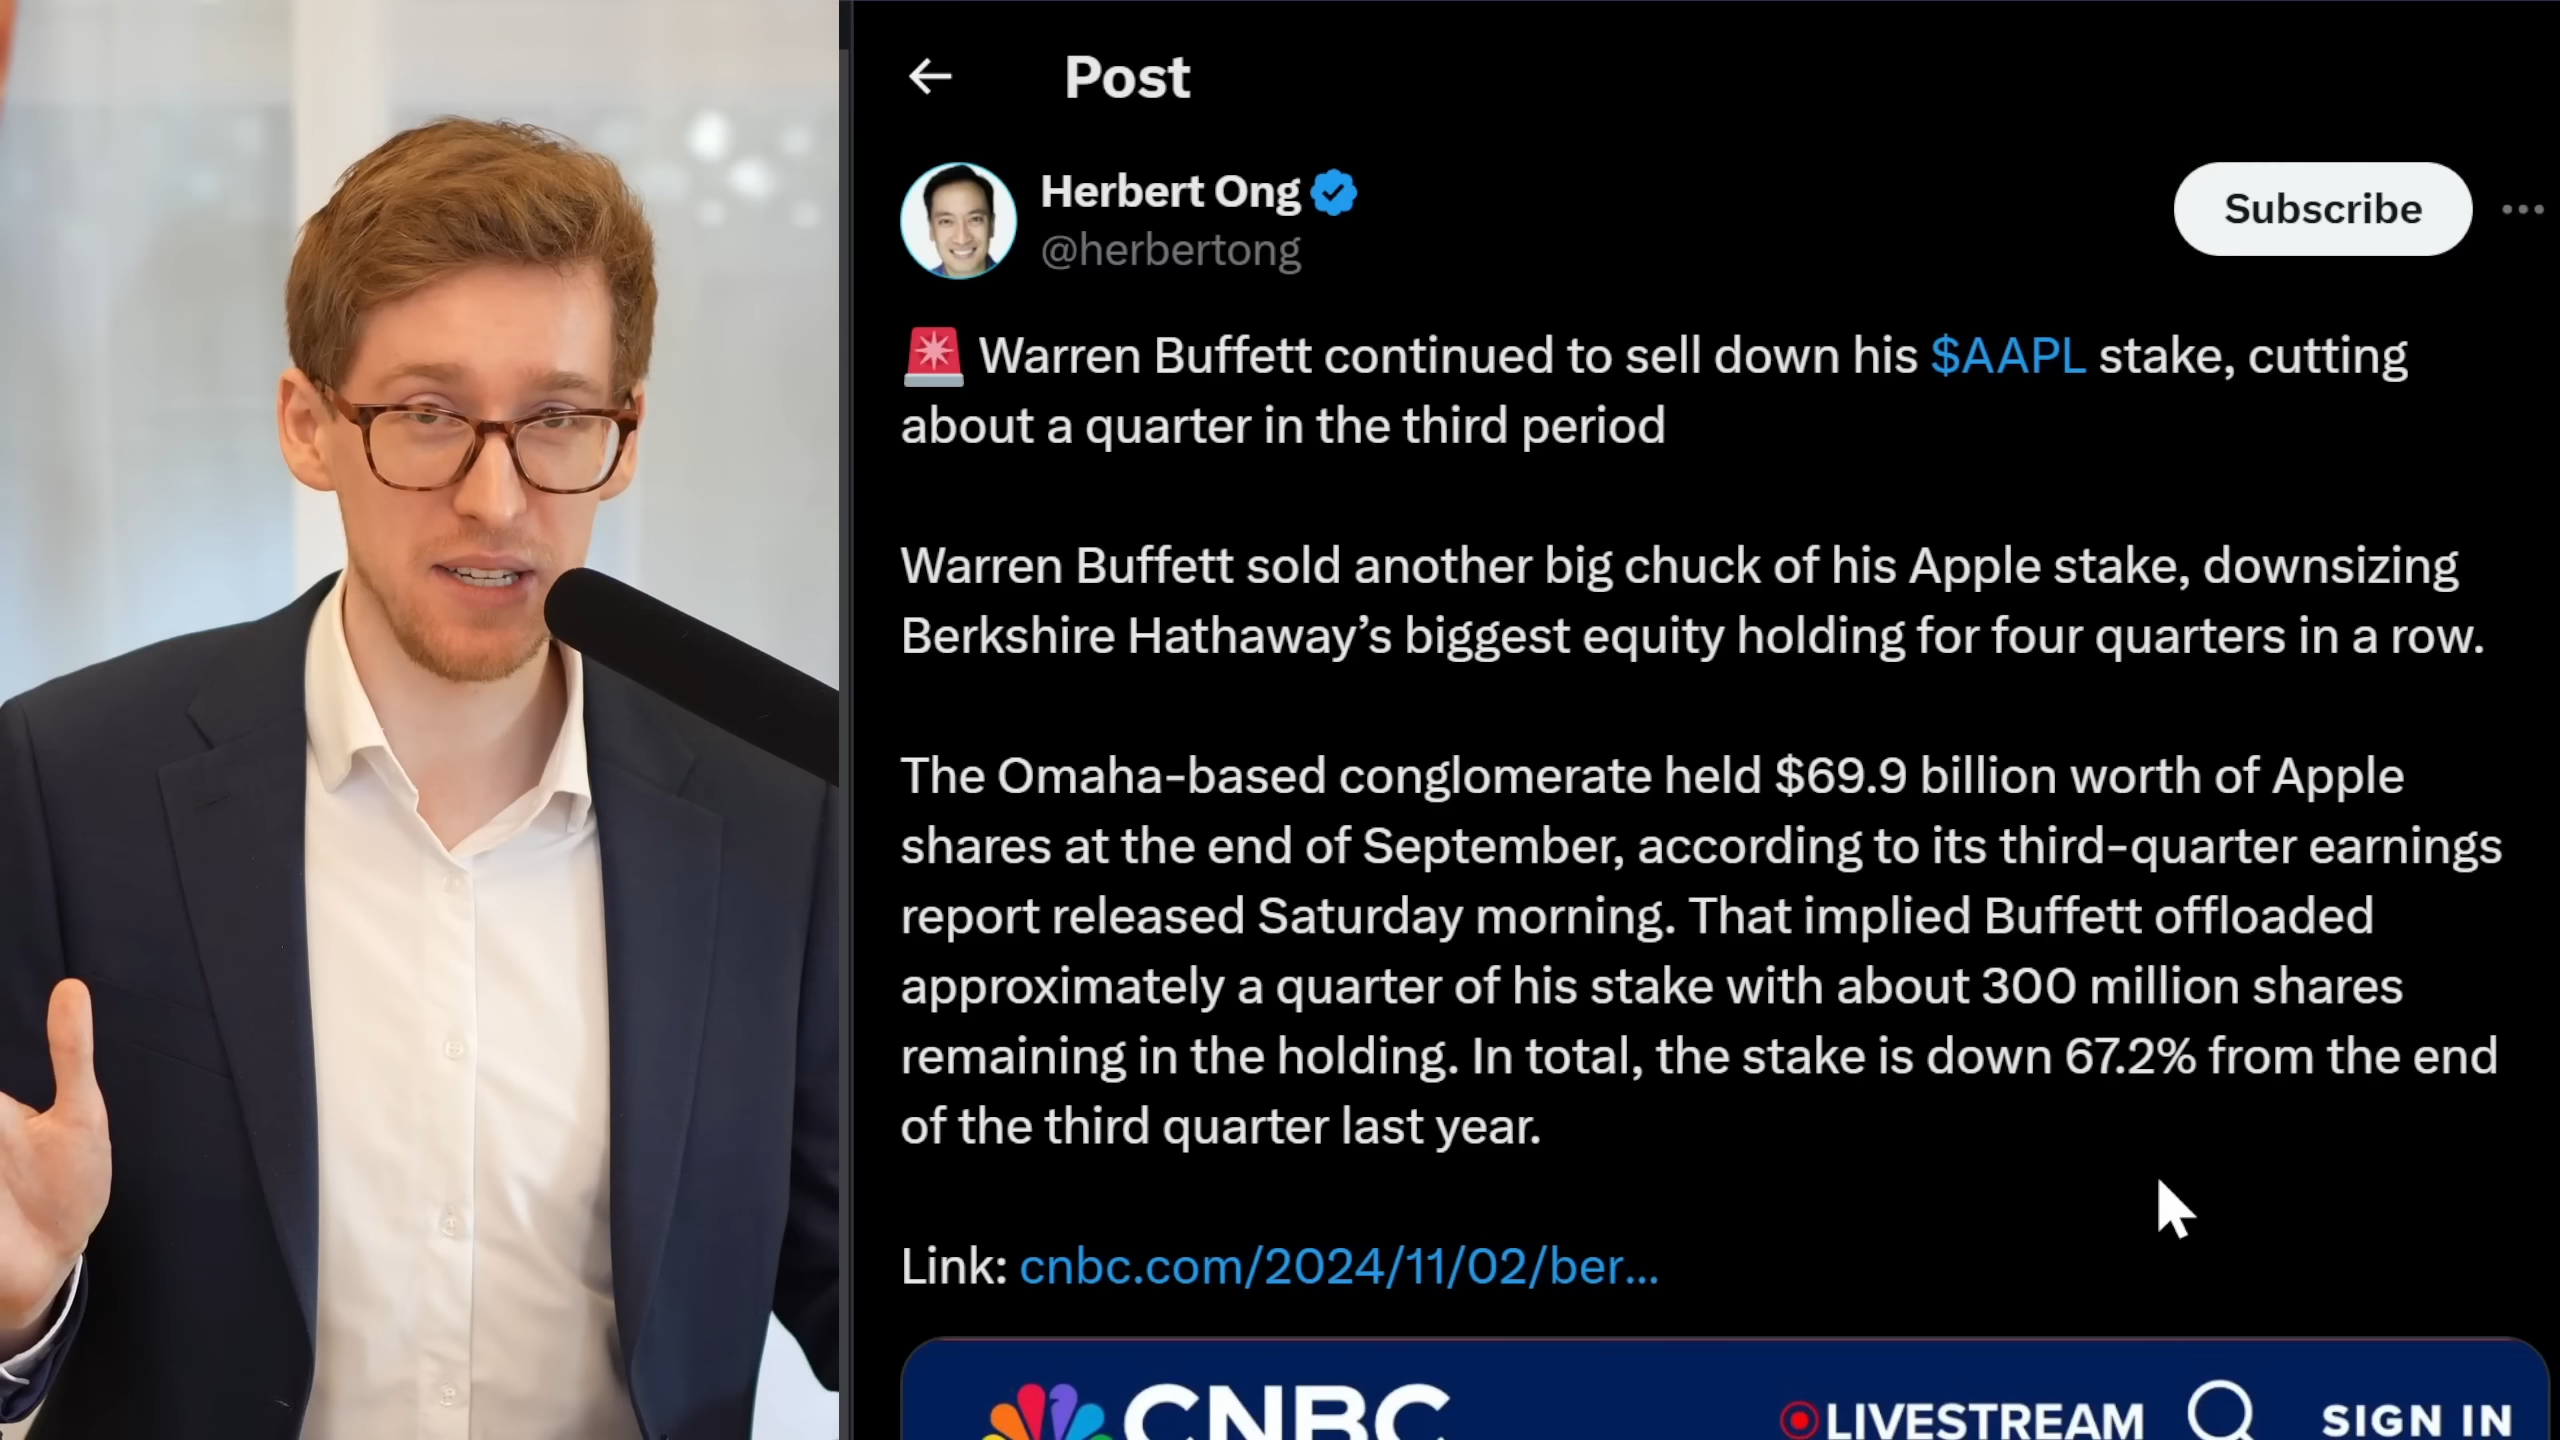 Post
Herbert Ong
@herbertong
Subscribe
Warren Buffett continued to sell down his $AAPL stake, cutting
about a quarter in the third period
Warren Buffett sold another big chuck of his Apple stake, downsizing
Berkshire Hathaway’s biggest equity holding for four quarters in a row.
The Omaha-based conglomerate held $69.9 billion worth of Apple
shares at the end of September, according to its third-quarter earnings
report released Saturday morning. That implied Buffett offloaded
approximately a quarter of his stake with about 300 million shares
remaining in the holding. In total, the stake is down 67.2% from the end
of the third quarter last year.
Link: cnbc.com/2024/11/02/ber...
CNBC
LIVESTREAM
SIGN IN